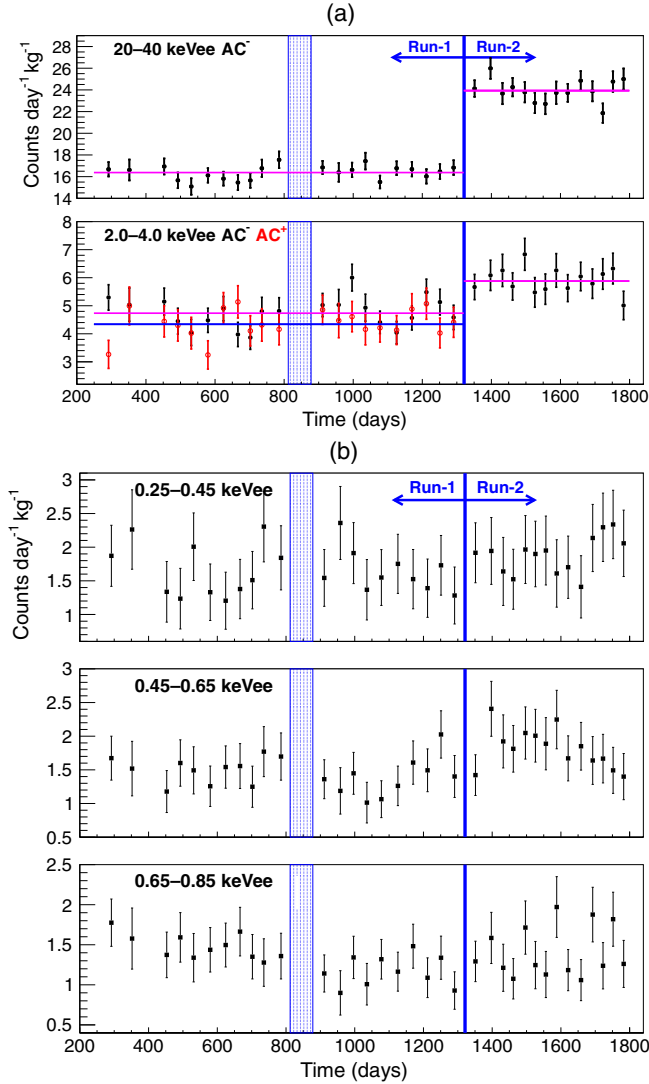 (a)
20–40 keVee AC⁻
Run-1 Run-2
Counts day⁻¹ kg⁻¹
28
26
24
22
20
18
16
14
2.0–4.0 keVee AC⁻ AC⁺
8
7
6
5
4
3
200 400 600 800 1000 1200 1400 1600 1800
Time (days)
(b)
0.25–0.45 keVee
Run-1 Run-2
Counts day⁻¹ kg⁻¹
3
2.5
2
1.5
1
0.45–0.65 keVee
3
2.5
2
1.5
1
0.5
0.65–0.85 keVee
2.5
2
1.5
1
0.5
200 400 600 800 1000 1200 1400 1600 1800
Time (days)